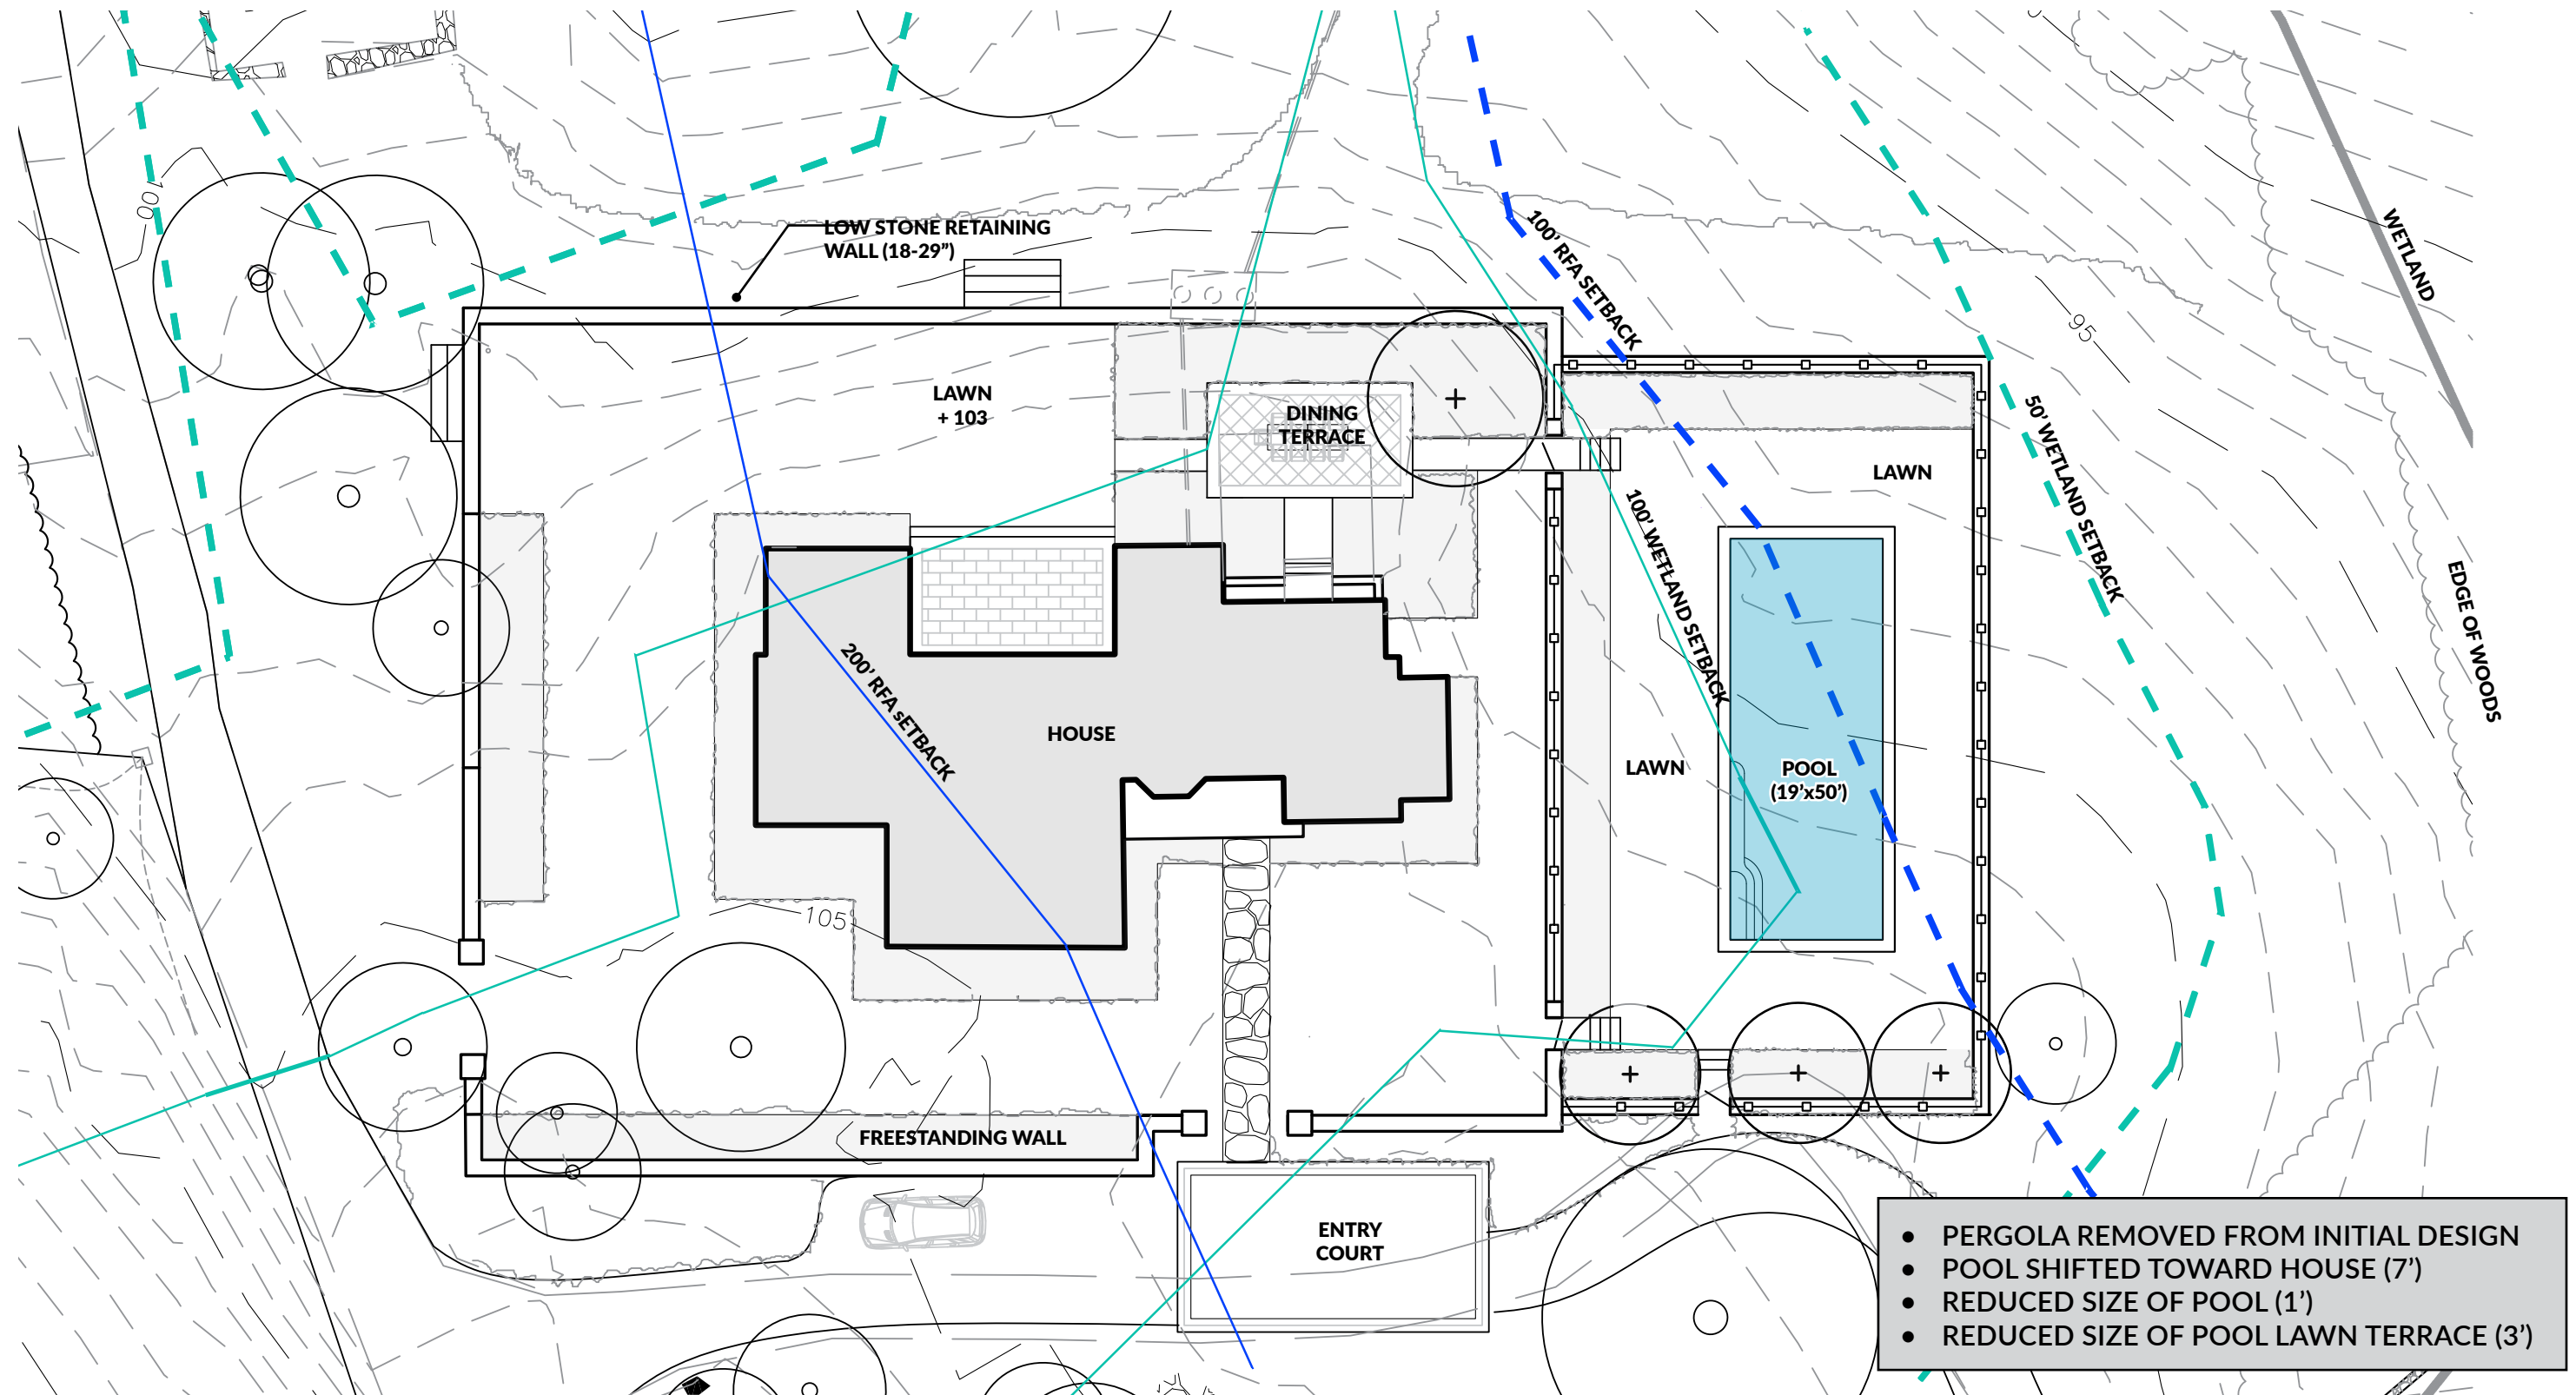 100
LOW STONE RETAINING
WALL (18-29”)
100' RFA SETBACK
WETLAND
95
LAWN
+ 103
DINING
TERRACE
50' WETLAND SETBACK
LAWN
100' WETLAND SETBACK
EDGE OF WOODS
200' RFA sETBACK
HOUSE
LAWN
POOL
(19’x50’)
105
FREESTANDING WALL
ENTRY
COURT
• PERGOLA REMOVED FROM INITIAL DESIGN
• POOL SHIFTED TOWARD HOUSE (7’)
• REDUCED SIZE OF POOL (1’)
• REDUCED SIZE OF POOL LAWN TERRACE (3’)